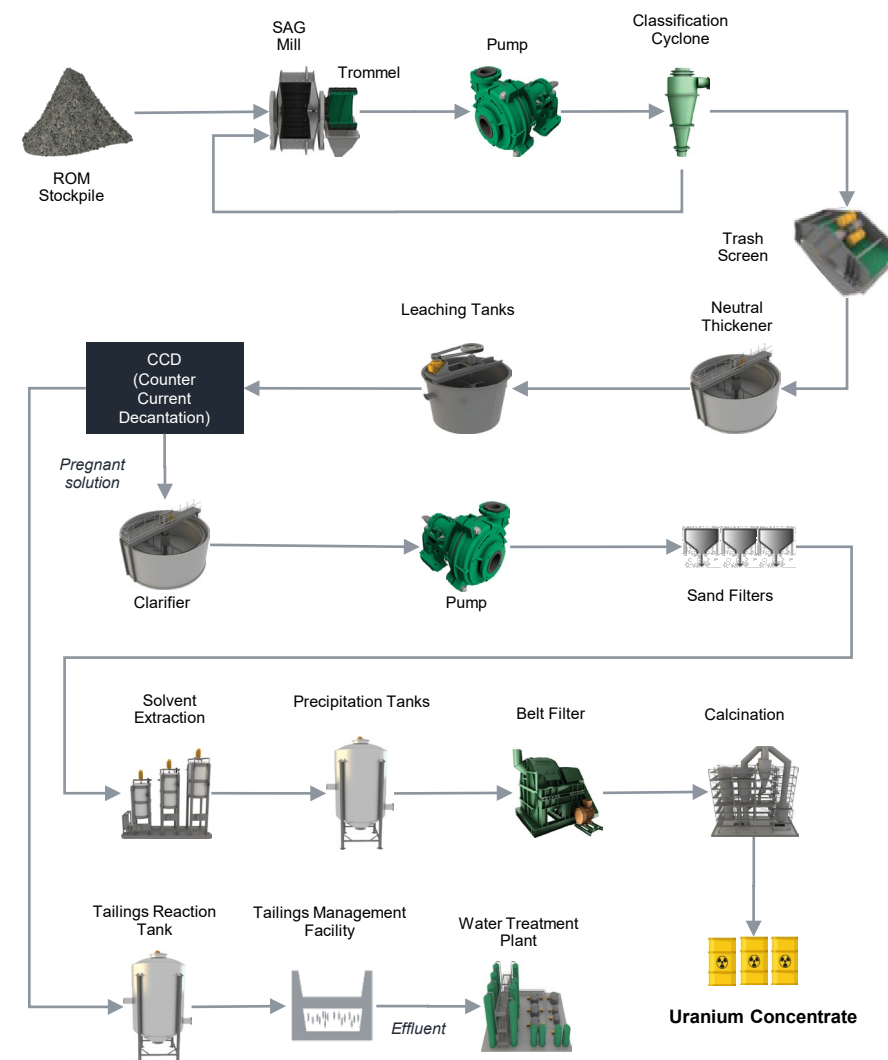 SAG
Mill
Trommel
Pump
Classification
Cyclone
ROM
Stockpile
Trash
Screen
Leaching Tanks
Neutral
Thickener
CCD
(Counter
Current
Decantation)
Pregnant
solution
Clarifier
Pump
Sand Filters
Solvent
Extraction
Precipitation Tanks
Belt Filter
Calcination
Tailings Reaction
Tank
Tailings Management
Facility
Water Treatment
Plant
Effluent
Uranium Concentrate